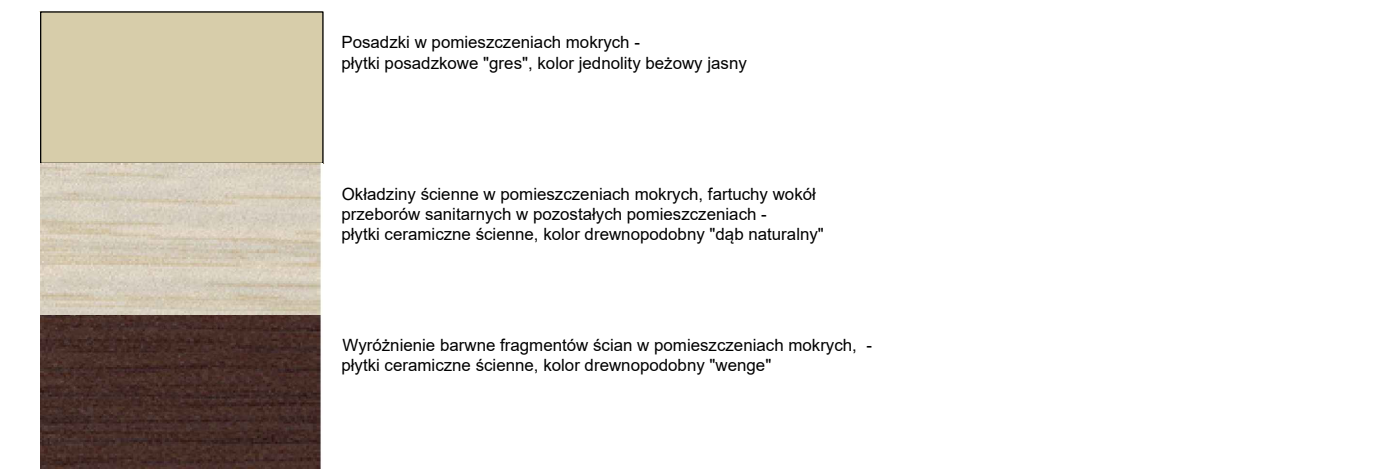 Posadzki w pomieszczeniach mokrych -
płytki posadzkowe "gres", kolor jednolity beżowy jasny
Okładziny ścienne w pomieszczeniach mokrych, fartuchy wokół
przeborów sanitarnych w pozostałych pomieszczeniach -
płytki ceramiczne ścienne, kolor drewnopodobny "dąb naturalny"
Wyróżnienie barwne fragmentów ścian w pomieszczeniach mokrych,  -
płytki ceramiczne ścienne, kolor drewnopodobny "wenge"